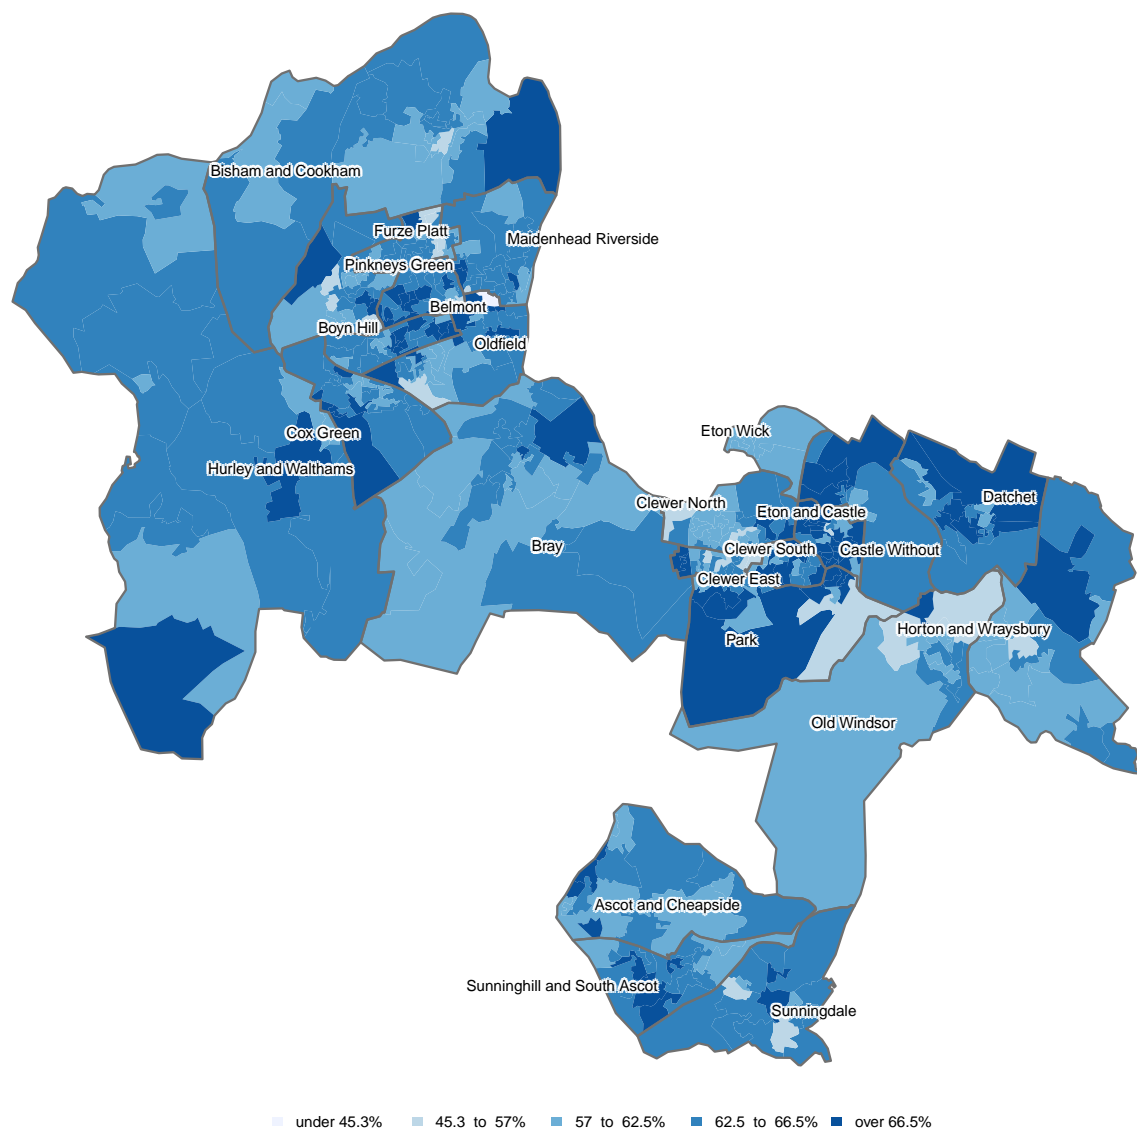 Bisham and Cookham
Furze Platt
Maidenhead Riverside
Pinkneys Green
Belmont
Boyn Hill
Oldfield
Eton Wick
Cox Green
Hurley and Walthams
Datchet
Clewer North
Eton and Castle
Bray
Clewer South
Castle Without
Clewer East
Horton and Wraysbury
Park
Old Windsor
Ascot and Cheapside
Sunninghill and South Ascot
Sunningdale
under 45.3% 45.3 to 57% 57 to 62.5% 62.5 to 66.5% over 66.5%